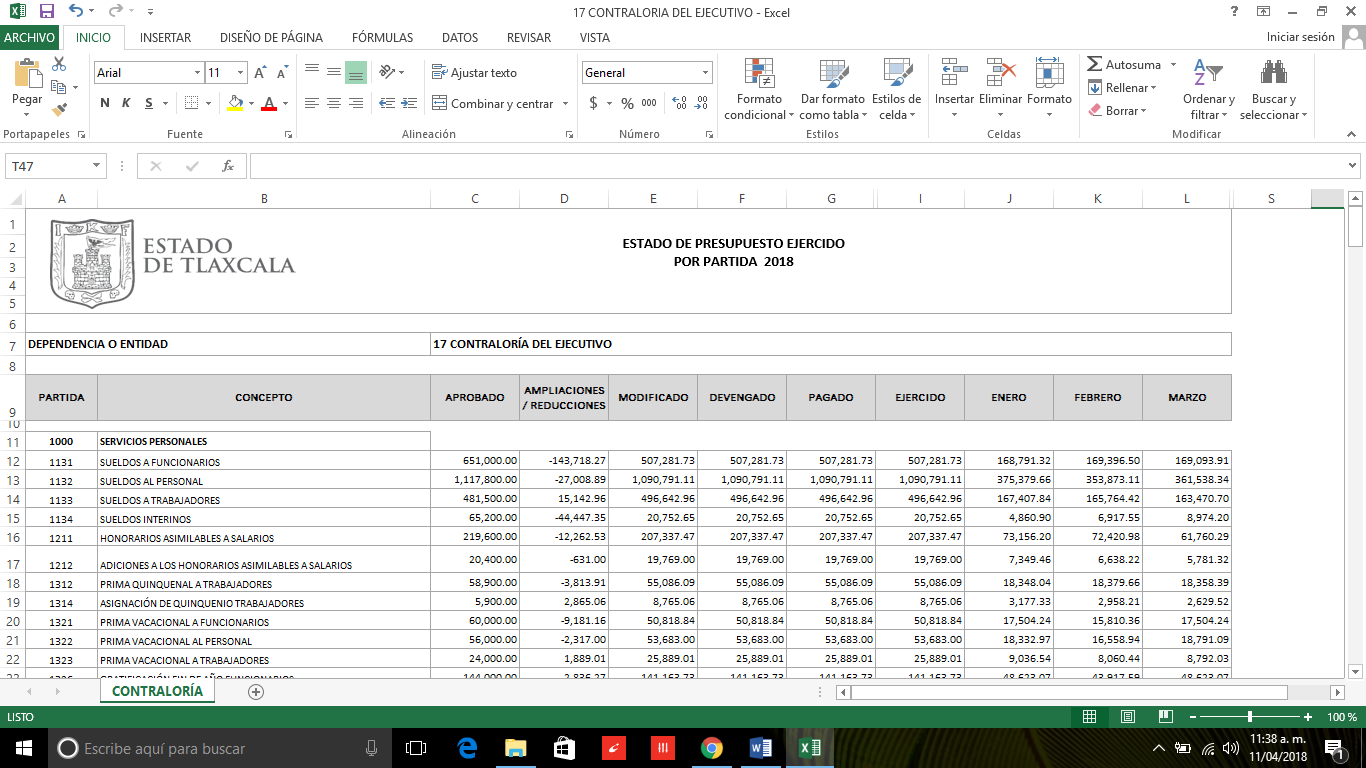 17 CONTRALORIA DEL EJECUTIVO - Excel
ARCHIVO INICIO INSERTAR DISEÑO DE PÁGINA FÓRMULAS DATOS REVISAR VISTA Iniciar sesión
Pegar
Portapapeles
Arial 11
N K S
Fuente
Ajustar texto
Combinar y centrar
Alineación
General
$ % 000
Número
Formato condicional
Dar formato como tabla
Estilos de celda
Estilos
Insertar Eliminar Formato
Celdas
Autosuma
Rellenar
Borrar
Ordenar y filtrar
Buscar y seleccionar
Modificar
T47 fx
A B C D E F G I J K L S
1
2 ESTADO DE PRESUPUESTO EJERCIDO
ESTADO
DE TLAXCALA
3 POR PARTIDA 2018
4
5
6
7 DEPENDENCIA O ENTIDAD 17 CONTRALORÍA DEL EJECUTIVO
8
9 PARTIDA CONCEPTO APROBADO AMPLIACIONES / REDUCCIONES MODIFICADO DEVENGADO PAGADO EJERCIDO ENERO FEBRERO MARZO
10
11 1000 SERVICIOS PERSONALES
12 1131 SUELDOS A FUNCIONARIOS 651,000.00 -143,718.27 507,281.73 507,281.73 507,281.73 507,281.73 168,791.32 169,396.50 169,093.91
13 1132 SUELDOS AL PERSONAL 1,117,800.00 -27,008.89 1,090,791.11 1,090,791.11 1,090,791.11 1,090,791.11 375,379.66 353,873.11 361,538.34
14 1133 SUELDOS A TRABAJADORES 481,500.00 15,142.96 496,642.96 496,642.96 496,642.96 496,642.96 167,407.84 165,764.42 163,470.70
15 1134 SUELDOS INTERINOS 65,200.00 -44,447.35 20,752.65 20,752.65 20,752.65 20,752.65 4,860.90 6,917.55 8,974.20
16 1211 HONORARIOS ASIMILABLES A SALARIOS 219,600.00 -12,262.53 207,337.47 207,337.47 207,337.47 207,337.47 73,156.20 72,420.98 61,760.29
17 1212 ADICIONES A LOS HONORARIOS ASIMILABLES A SALARIOS 20,400.00 -631.00 19,769.00 19,769.00 19,769.00 19,769.00 7,349.46 6,638.22 5,781.32
18 1312 PRIMA QUINQUENAL A TRABAJADORES 58,900.00 -3,813.91 55,086.09 55,086.09 55,086.09 55,086.09 18,348.04 18,379.66 18,358.39
19 1314 ASIGNACIÓN DE QUINQUENIO TRABAJADORES 5,900.00 2,865.06 8,765.06 8,765.06 8,765.06 8,765.06 3,177.33 2,958.21 2,629.52
20 1321 PRIMA VACACIONAL A FUNCIONARIOS 60,000.00 -9,181.16 50,818.84 50,818.84 50,818.84 50,818.84 17,504.24 15,810.36 17,504.24
21 1322 PRIMA VACACIONAL AL PERSONAL 56,000.00 -2,317.00 53,683.00 53,683.00 53,683.00 53,683.00 18,332.97 16,558.94 18,791.09
22 1323 PRIMA VACACIONAL A TRABAJADORES 24,000.00 1,889.01 25,889.01 25,889.01 25,889.01 25,889.01 9,036.54 8,060.44 8,792.03
CONTRALORÍA
LISTO 100 %
Escribe aquí para buscar
11:38 a. m.
11/04/2018
1